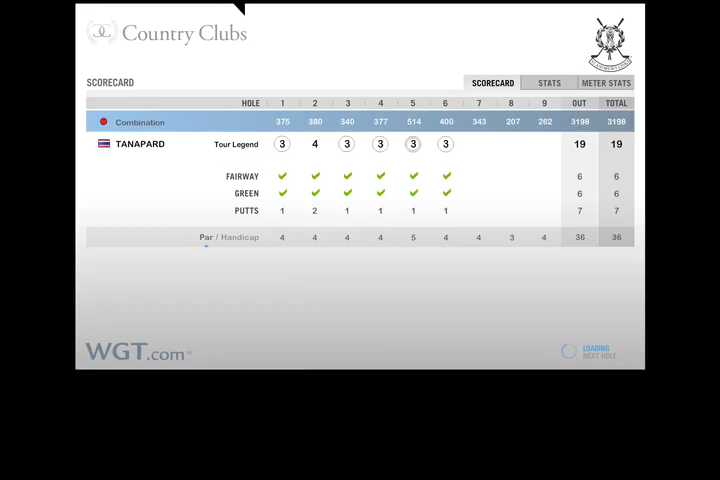 Country Clubs
SCORECARD
SCORECARD STATS METER STATS
HOLE 1 2 3 4 5 6 7 8 9 OUT TOTAL
Combination 375 380 340 377 514 400 343 207 262 3198 3198
TANAPARD Tour Legend 3 4 3 3 3 3 19 19
FAIRWAY 6 6
GREEN 6 6
PUTTS 1 2 1 1 1 1 7 7
Par / Handicap 4 4 4 4 5 4 4 3 4 36 36
WGT.com™
LOADING
NEXT HOLE